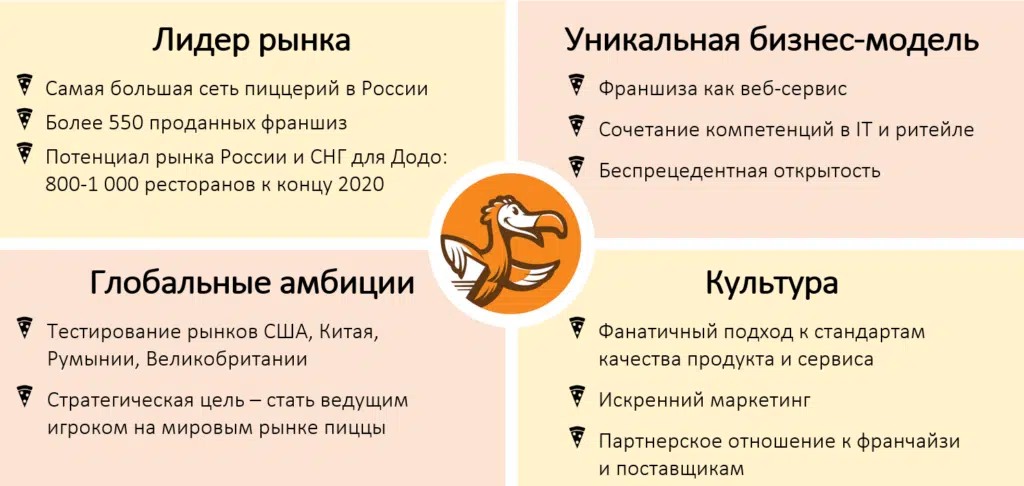 Лидер рынка
Самая большая сеть пиццерий в России
Более 550 проданных франшиз
Потенциал рынка России и СНГ для Додо:
800-1 000 ресторанов к концу 2020
Уникальная бизнес-модель
Франшиза как веб-сервис
Сочетание компетенций в IT и ритейле
Беспрецедентная открытость
Глобальные амбиции
Тестирование рынков США, Китая,
Румынии, Великобритании
Стратегическая цель – стать ведущим
игроком на мировым рынке пиццы
Культура
Фанатичный подход к стандартам
качества продукта и сервиса
Искренний маркетинг
Партнерское отношение к франчайзи
и поставщикам